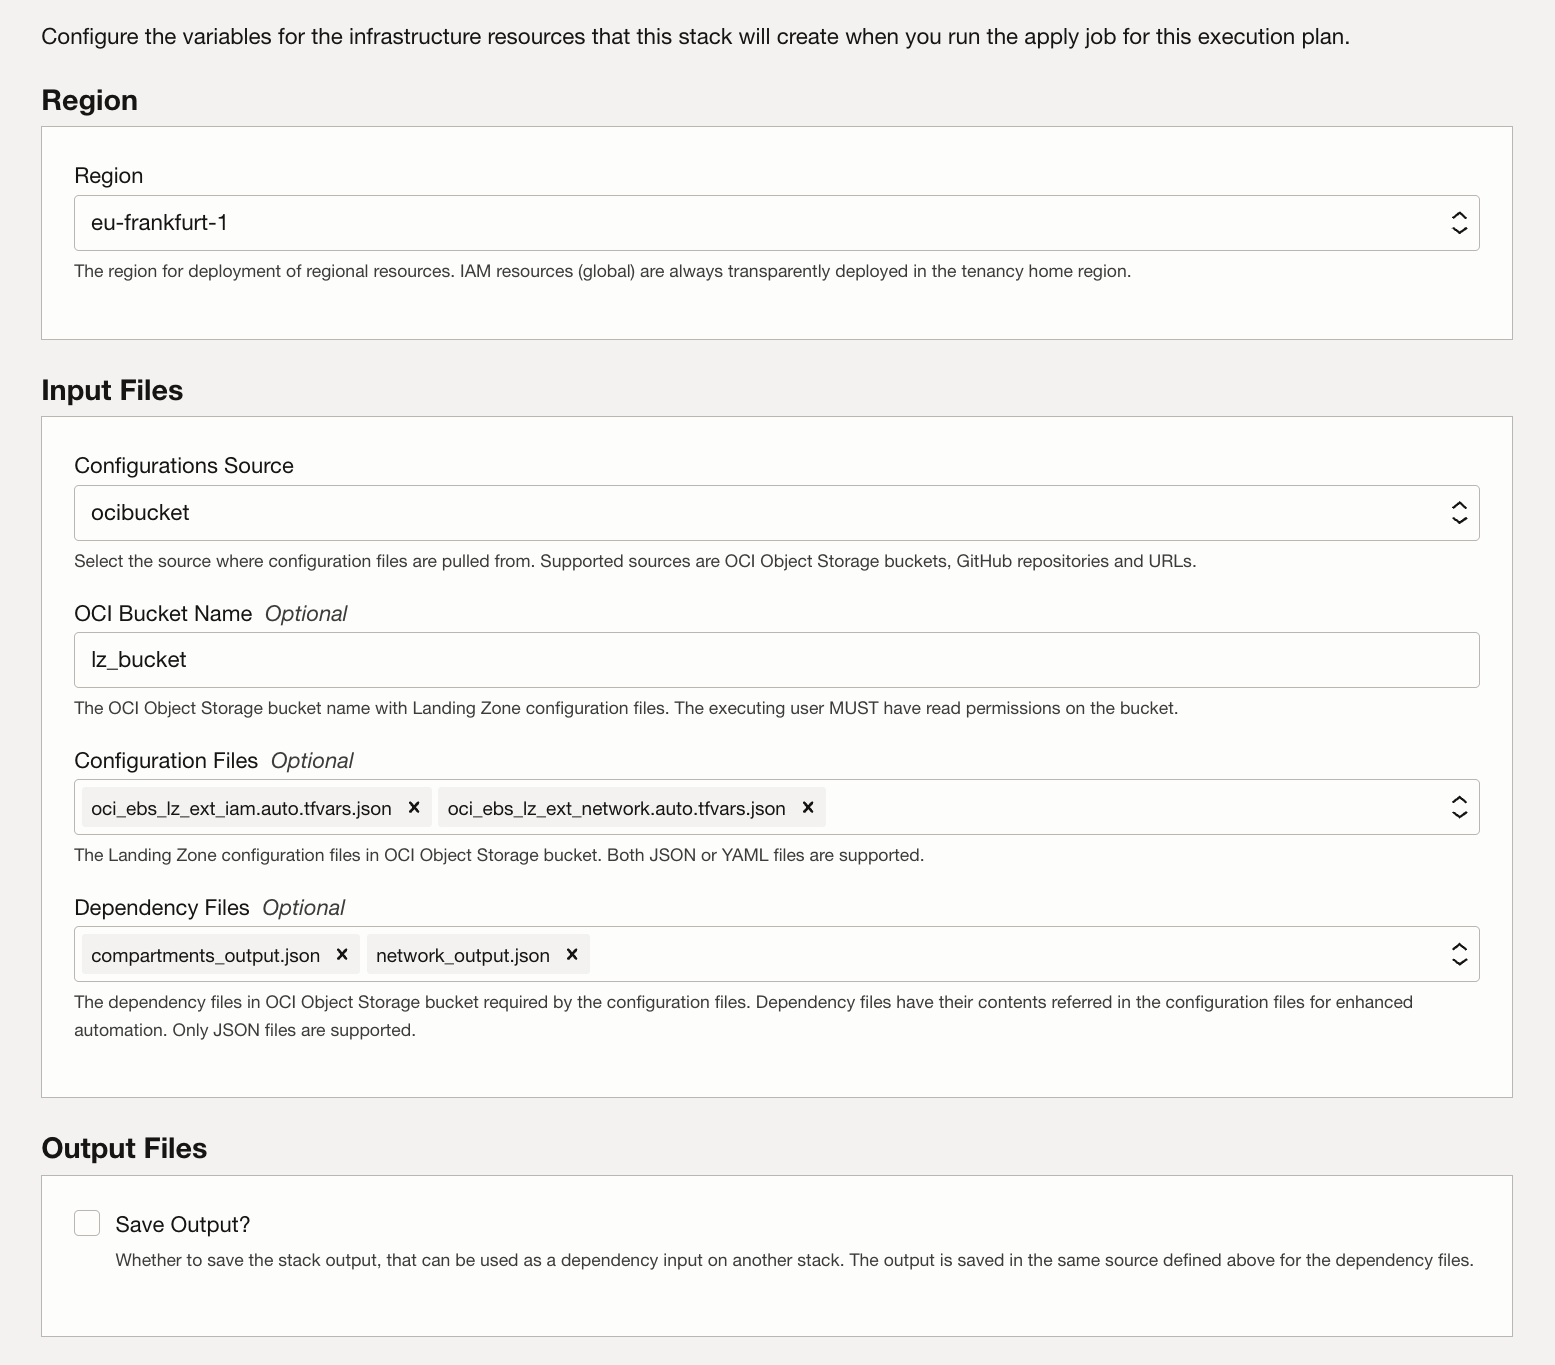 Configure the variables for the infrastructure resources that this stack will create when you run the apply job for this execution plan.
Region
Region
eu-frankfurt-1
The region for deployment of regional resources. IAM resources (global) are always transparently deployed in the tenancy home region.
Input Files
Configurations Source
ocibucket
Select the source where configuration files are pulled from. Supported sources are OCI Object Storage buckets, GitHub repositories and URLs.
OCI Bucket Name Optional
lz_bucket
The OCI Object Storage bucket name with Landing Zone configuration files. The executing user MUST have read permissions on the bucket.
Configuration Files Optional
oci_ebs_lz_ext_iam.auto.tfvars.json oci_ebs_lz_ext_network.auto.tfvars.json
The Landing Zone configuration files in OCI Object Storage bucket. Both JSON or YAML files are supported.
Dependency Files Optional
compartments_output.json network_output.json
The dependency files in OCI Object Storage bucket required by the configuration files. Dependency files have their contents referred in the configuration files for enhanced
automation. Only JSON files are supported.
Output Files
Save Output?
Whether to save the stack output, that can be used as a dependency input on another stack. The output is saved in the same source defined above for the dependency files.